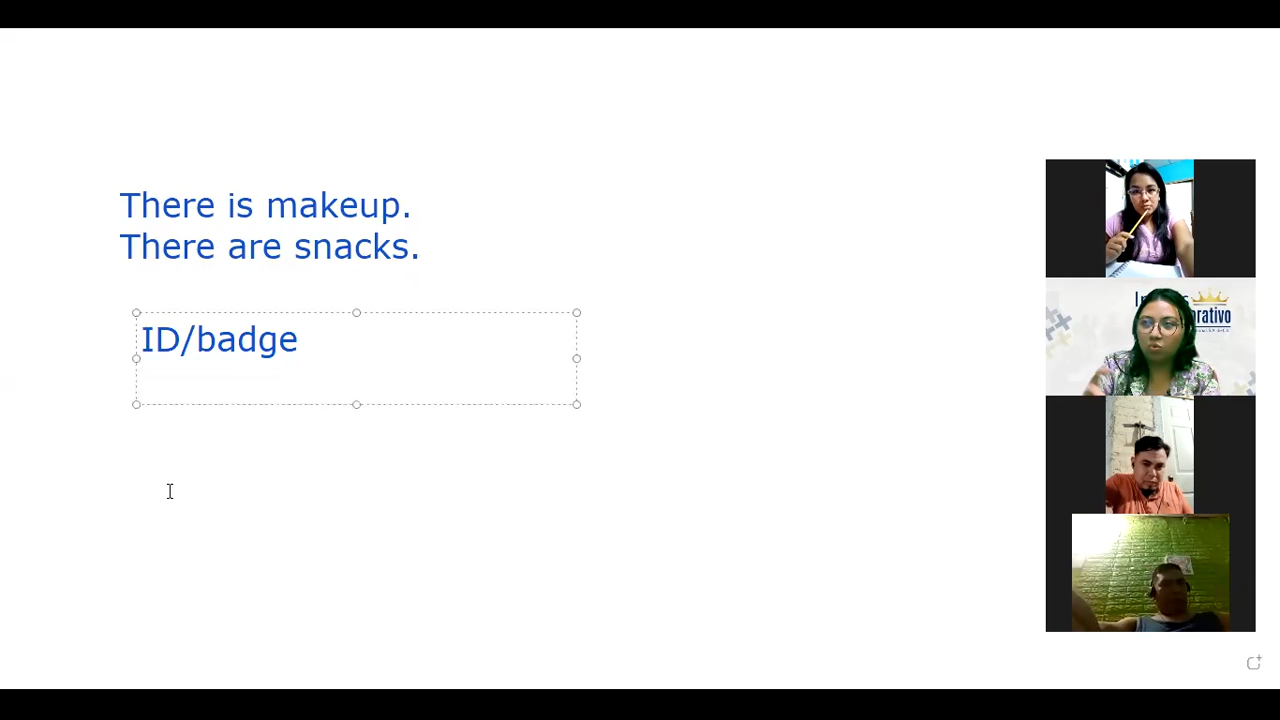 There is makeup.
There are snacks.
ID/badge